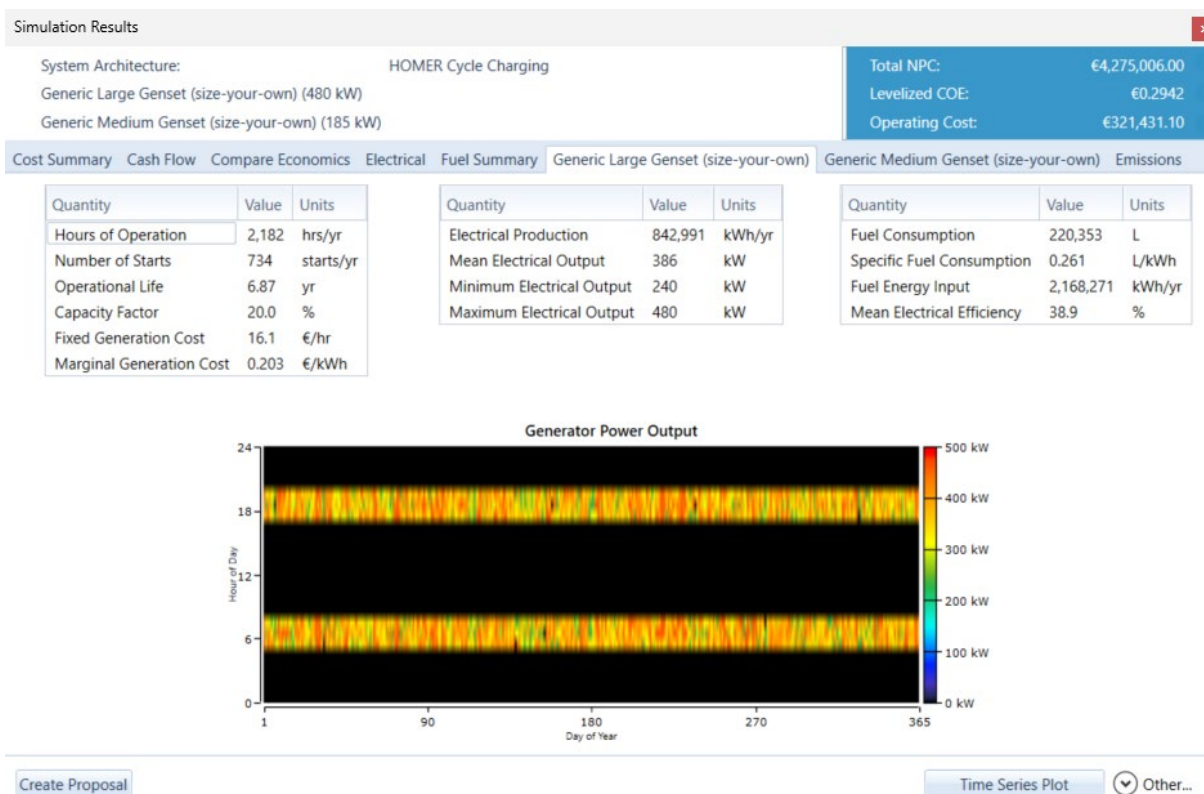 Simulation Results
System Architecture: HOMER Cycle Charging
Generic Large Genset (size-your-own) (480 kW)
Generic Medium Genset (size-your-own) (185 kW)
Total NPC: €4,275,006.00
Levelized COE: €0.2942
Operating Cost: €321,431.10
Cost Summary Cash Flow Compare Economics Electrical Fuel Summary Generic Large Genset (size-your-own) Generic Medium Genset (size-your-own) Emissions
Quantity Value Units
Hours of Operation 2,182 hrs/yr
Number of Starts 734 starts/yr
Operational Life 6.87 yr
Capacity Factor 20.0 %
Fixed Generation Cost 16.1 €/hr
Marginal Generation Cost 0.203 €/kWh
Quantity Value Units
Electrical Production 842,991 kWh/yr
Mean Electrical Output 386 kW
Minimum Electrical Output 240 kW
Maximum Electrical Output 480 kW
Quantity Value Units
Fuel Consumption 220,353 L
Specific Fuel Consumption 0.261 L/kWh
Fuel Energy Input 2,168,271 kWh/yr
Mean Electrical Efficiency 38.9 %
Generator Power Output
Hour of Day
24
18
12
6
0
1 90 180 270 365
Day of Year
500 kW
400 kW
300 kW
200 kW
100 kW
0 kW
Create Proposal Time Series Plot Other...